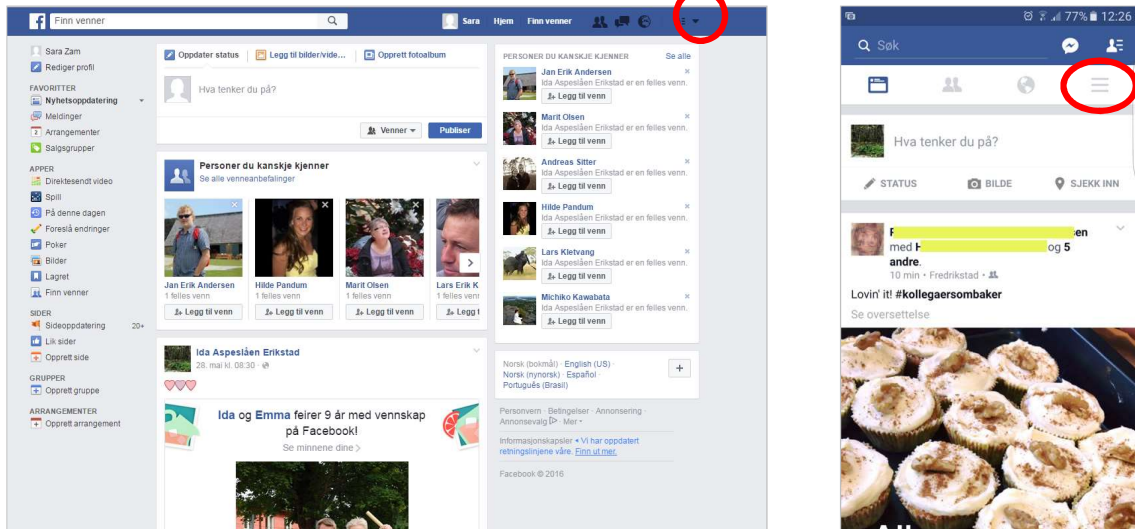 Finn venner
Sara Hjem Finn venner
Sara Zam
Rediger profil
FAVORITTER
Nyhetsoppdatering
Meldinger
Arrangementer
Salgsgrupper
APPER
Direktesendt video
Spill
På denne dagen
Foreslå endringer
Poker
Bilder
Lagret
Finn venner
SIDER
Sideoppdatering 20+
Lik sider
Opprett side
GRUPPER
Opprett gruppe
ARRANGEMENTER
Opprett arrangement
Oppdater status Legg til bilder/vide... Opprett fotoalbum
Hva tenker du på?
Venner Publiser
Personer du kanskje kjenner
Se alle venneanbefalinger
Jan Erik Andersen Hilde Pandum Marit Olsen Lars Erik K
1 felles venn 1 felles venn 1 felles venn 1 felles venn
Legg til venn Legg til venn Legg til venn Legg t
Ida Aspeslåen Erikstad
28. mai kl. 08:30
Ida og Emma feirer 9 år med vennskap
på Facebook!
Se minnene dine >
PERSONER DU KANSKJE KJENNER Se alle
Jan Erik Andersen
Ida Aspeslåen Erikstad er en felles venn.
Legg til venn
Marit Olsen
Ida Aspeslåen Erikstad er en felles venn.
Legg til venn
Andreas Sitter
Ida Aspeslåen Erikstad er en felles venn.
Legg til venn
Hilde Pandum
Ida Aspeslåen Erikstad er en felles venn.
Legg til venn
Lars Kletvang
Ida Aspeslåen Erikstad er en felles venn.
Legg til venn
Michiko Kawabata
Ida Aspeslåen Erikstad er en felles venn.
Legg til venn
Norsk (bokmål) · English (US) ·
Norsk (nynorsk) · Español ·
Português (Brasil)
Personvern · Betingelser · Annonsering ·
Annonsevalg · Mer
Informasjonskapsler • Vi har oppdatert
retningslinjene våre. Finn ut mer.
Facebook © 2016
77% 12:26
Søk
Hva tenker du på?
STATUS BILDE SJEKK INN
en
med og 5
andre.
10 min • Fredrikstad •
Lovin' it! #kollegaersombaker
Se oversettelse